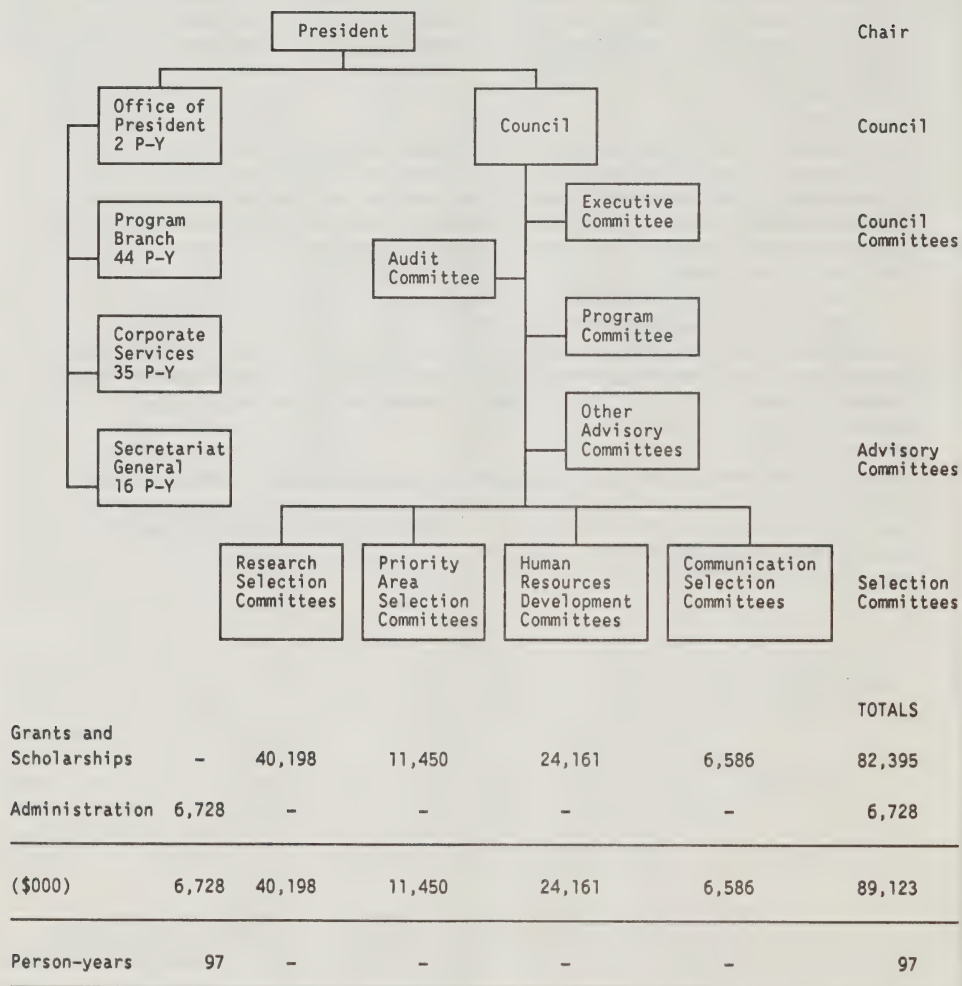 President
Chair
Office of
President
2 P-Y
Council
Council
Program
Branch
44 P-Y
Executive
Committee
Council
Committees
Audit
Committee
Corporate
Services
35 P-Y
Program
Committee
Other
Advisory
Committees
Secretariat
General
16 P-Y
Advisory
Committees
Research
Selection
Committees
Priority
Area
Selection
Committees
Human
Resources
Development
Committees
Communication
Selection
Committees
Selection
Committees
TOTALS
Grants and
Scholarships – 40,198 11,450 24,161 6,586 82,395
Administration 6,728 – – – – 6,728
($000) 6,728 40,198 11,450 24,161 6,586 89,123
Person-years 97 – – – – 97